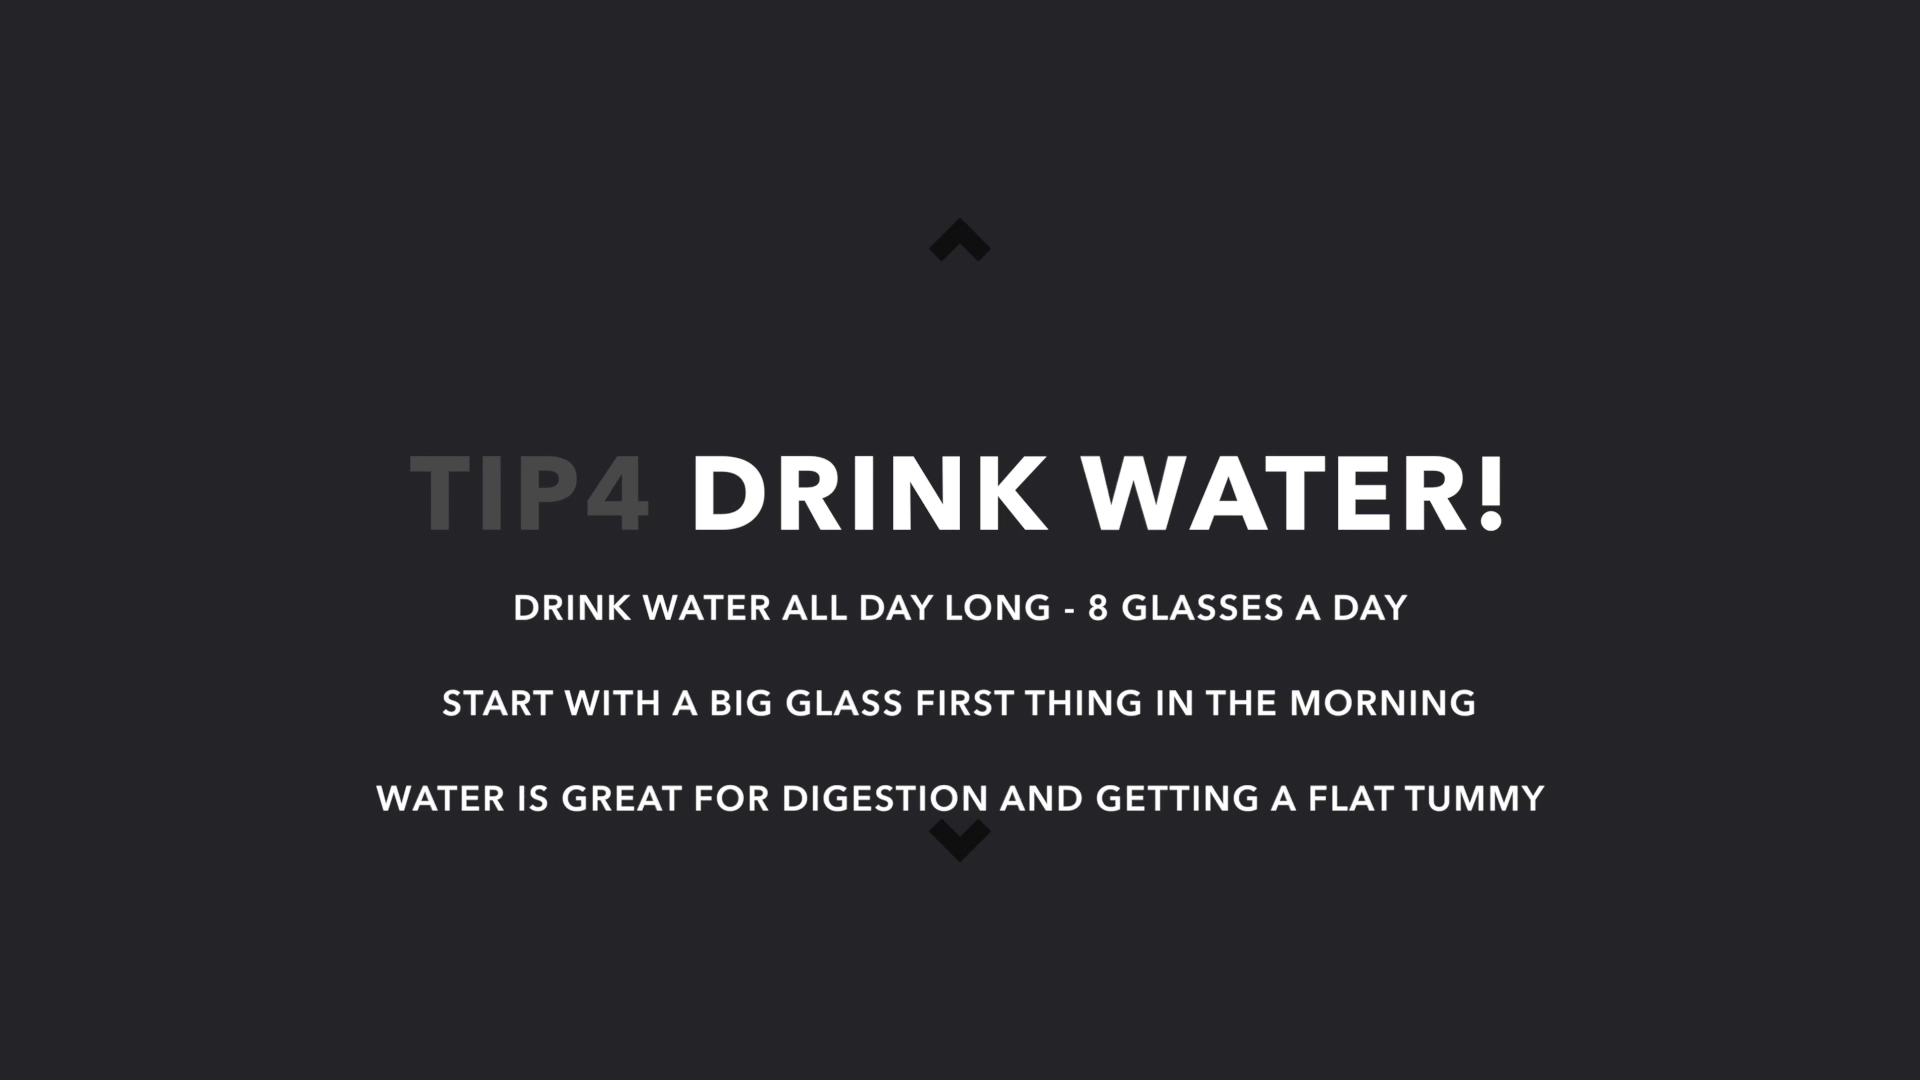 TIP4 DRINK WATER!
DRINK WATER ALL DAY LONG - 8 GLASSES A DAY
START WITH A BIG GLASS FIRST THING IN THE MORNING
WATER IS GREAT FOR DIGESTION AND GETTING A FLAT TUMMY